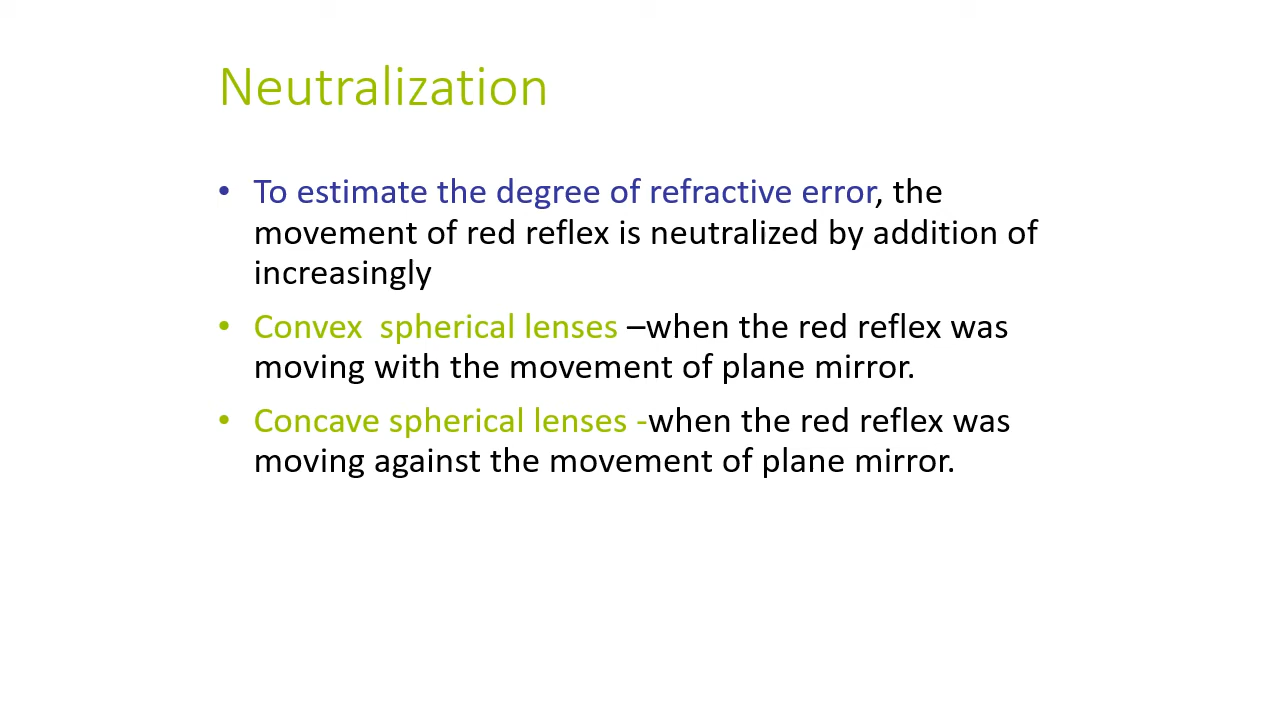 Neutralization
• To estimate the degree of refractive error, the
movement of red reflex is neutralized by addition of
increasingly
• Convex  spherical lenses –when the red reflex was
moving with the movement of plane mirror.
• Concave spherical lenses -when the red reflex was
moving against the movement of plane mirror.